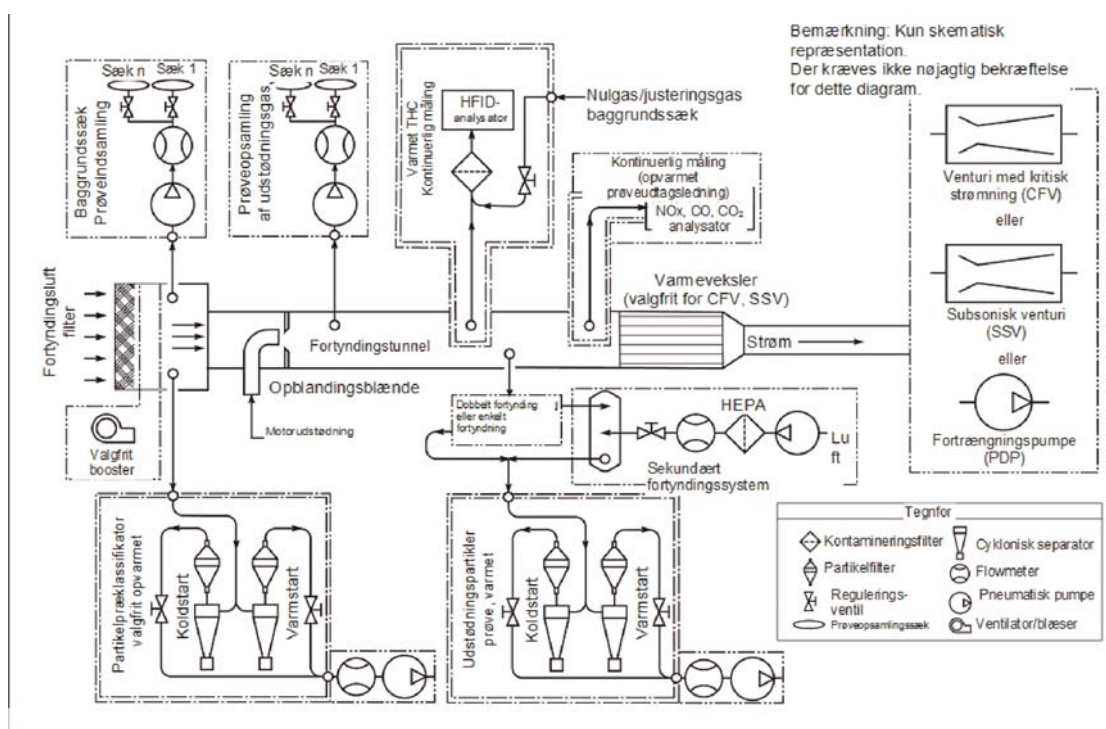 Bemærkning: Kun skematisk
repræsentation.
Der kræves ikke nøjagtig bekræftelse
for dette diagram.
Sæk n
Sæk 1
Baggrundssæk
Prøveindsamling
Sæk n
Sæk 1
Prøveopsamling
af udstødningsgas
Varmet THC
Kontinuerlig måling
HFID-
analysator
Nulgas/justeringsgas
baggrundssæk
Kontinuerlig måling
(opvarmet
prøveudtagsledning)
NOx, CO, CO₂
analysator
Venturi med kritisk
strømning (CFV)
eller
Subsonisk venturi
(SSV)
eller
Fortrængningspumpe
(PDP)
Fortyndingsluft
filter
Fortyndingstunnel
Opblandingsblænde
Motorudstødning
Varmeveksler
(valgfrit for CFV, SSV)
Strøm
Valgfrit
booster
Dobbelt fortynding
eller enkelt
fortyndning
HEPA
Lu
ft
Sekundært
fortyndingssystem
Partikelpræklassifikator
valgfrit opvarmet
Koldstart
Varmstart
Udstødningspartikler
prøve, varmet
Koldstart
Varmstart
Tegnfor
Kontamineringsfilter
Partikelfilter
Regulerings-
ventil
Prøveopsamlingssæk
Cyklonisk separator
Flowmeter
Pneumatisk pumpe
Ventilator/blæser